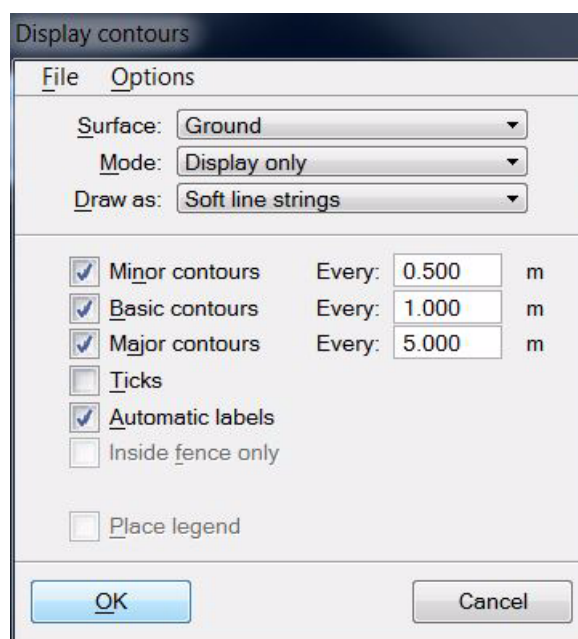 Display contours
File Options
Surface: Ground
Mode: Display only
Draw as: Soft line strings
Minor contours Every: 0.500 m
Basic contours Every: 1.000 m
Major contours Every: 5.000 m
Ticks
Automatic labels
Inside fence only
Place legend
OK Cancel